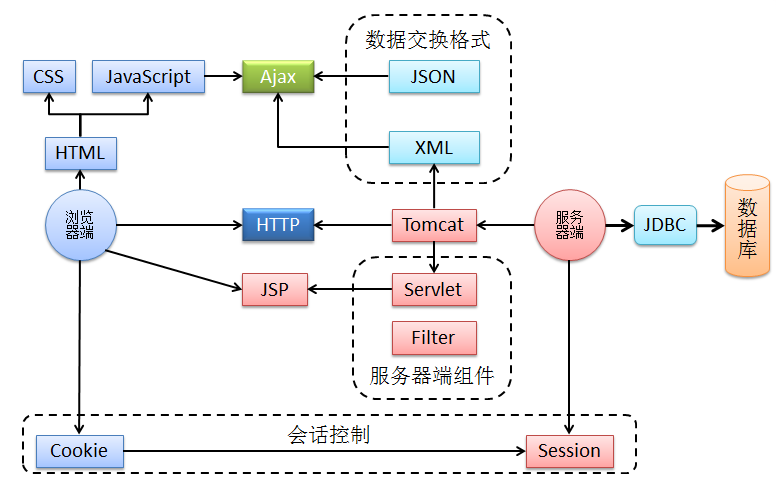 数据交换格式
CSS
JavaScript
Ajax
JSON
HTML
XML
浏览
器端
HTTP
Tomcat
服务
器端
JDBC
数
据
库
JSP
Servlet
Filter
服务器端组件
会话控制
Cookie
Session